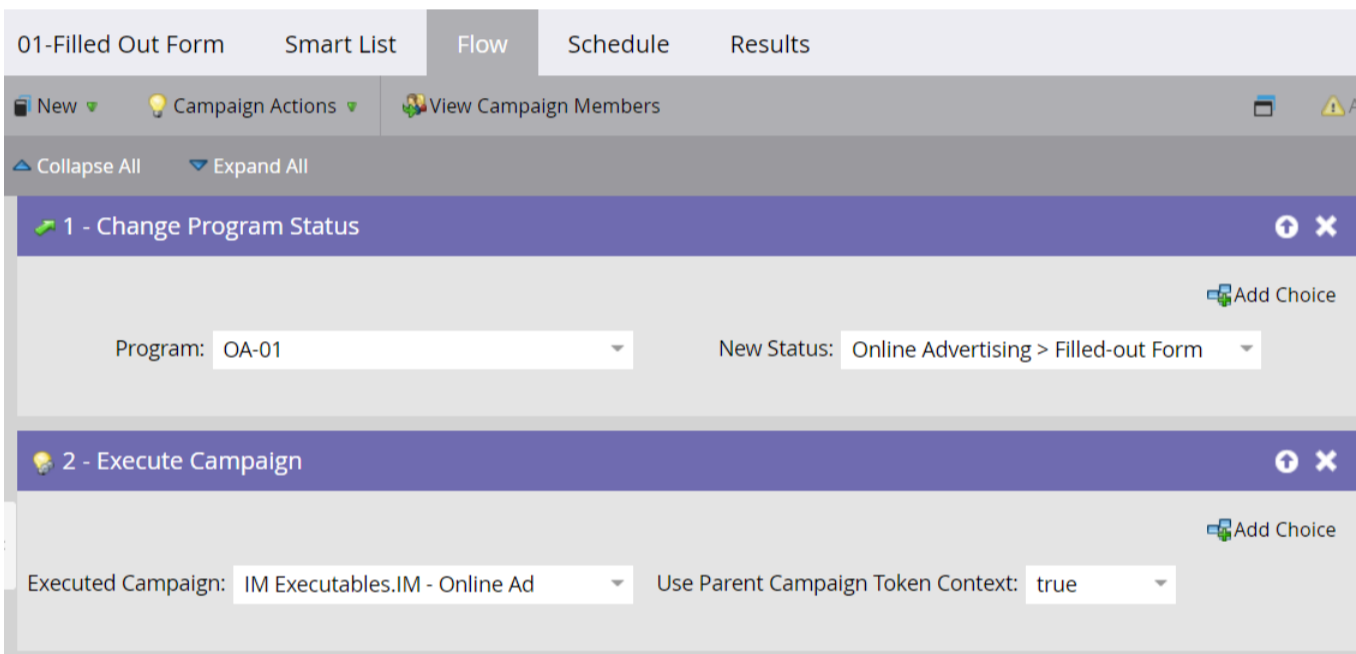 01-Filled Out Form Smart List Flow Schedule Results
New Campaign Actions View Campaign Members
Collapse All Expand All
1 - Change Program Status
Add Choice
Program: OA-01 New Status: Online Advertising > Filled-out Form
2 - Execute Campaign
Add Choice
Executed Campaign: IM Executables.IM - Online Ad Use Parent Campaign Token Context: true